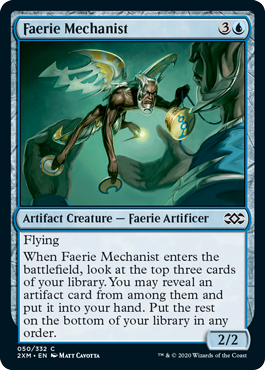 Faerie Mechanist 3
Artifact Creature — Faerie Artificer
Flying
When Faerie Mechanist enters the
battlefield, look at the top three cards
of your library. You may reveal an
artifact card from among them and
put it into your hand. Put the rest
on the bottom of your library in any
order.
2/2
050/332 C
2XM • EN Matt Cavotta
™ & © 2020 Wizards of the Coast